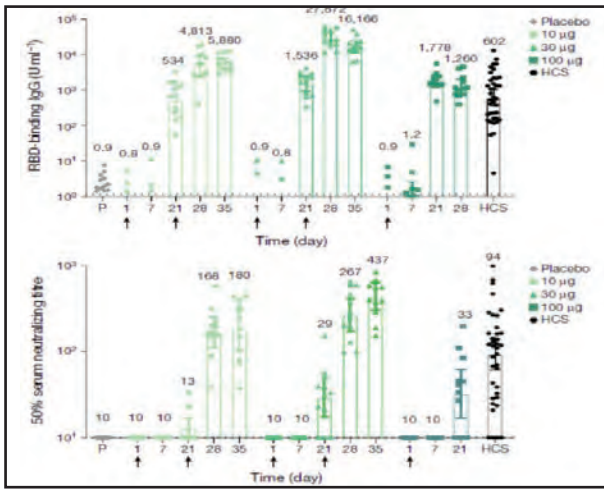 RBD-binding IgG (U ml⁻¹)
10⁵
10⁴
10³
10²
10¹
10⁰
0.9
0.8
0.9
534
4,813
5,880
0.9
0.8
1,536
27,872
16,166
0.9
1.2
1,778
1,260
602
P 1 7 21 28 35 1 7 21 28 35 1 7 21 28 HCS
Time (day)
Placebo
10 µg
30 µg
100 µg
HCS
50% serum neutralizing titre
10³
10²
10¹
10
10
10
13
168
180
10
10
29
267
437
10
10
33
94
P 1 7 21 28 35 1 7 21 28 35 1 7 21 HCS
Time (day)
Placebo
10 µg
30 µg
100 µg
HCS